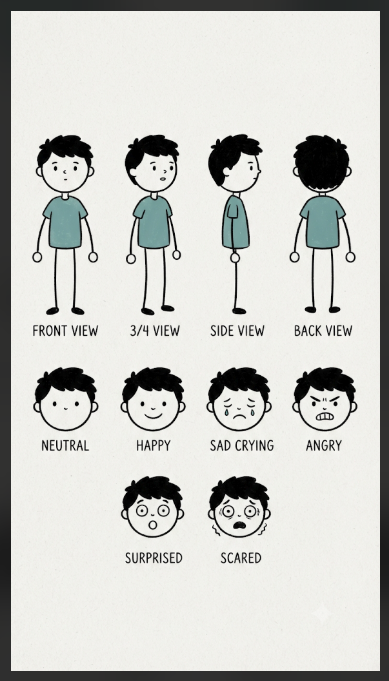 FRONT VIEW
3/4 VIEW
SIDE VIEW
BACK VIEW
NEUTRAL
HAPPY
SAD CRYING
ANGRY
SURPRISED
SCARED